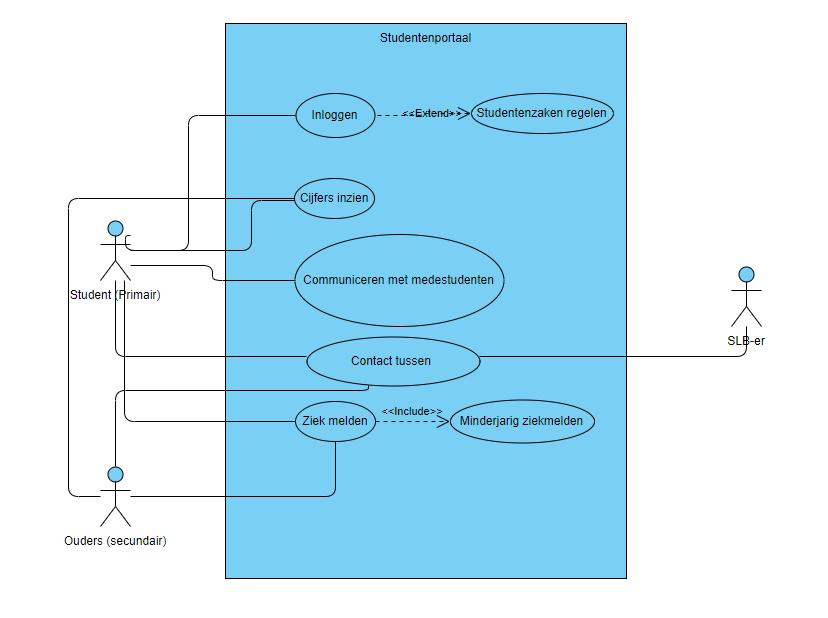 Studentenportaal
Inloggen
<<Extend>>
Studentenzaken regelen
Cijfers inzien
Communiceren met medestudenten
Student (Primair)
SLB-er
Contact tussen
<<Include>>
Ziek melden
Minderjarig ziekmelden
Ouders (secundair)